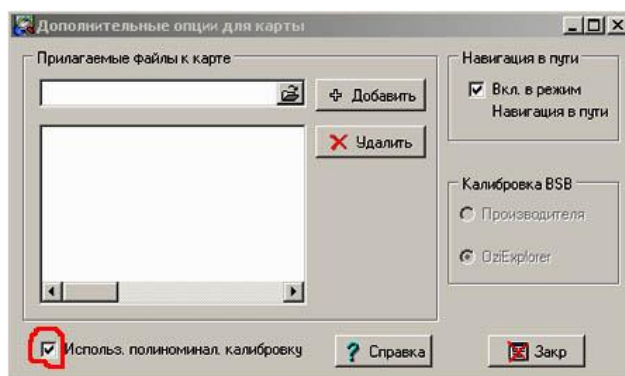 Дополнительные опции для карты
Прилагаемые файлы к карте
Добавить
Удалить
Навигация в пути
Вкл. в режим
Навигация в пути
Калибровка BSB
Производителя
OziExplorer
Использ. полиноминал. калибровку
? Справка
Закр